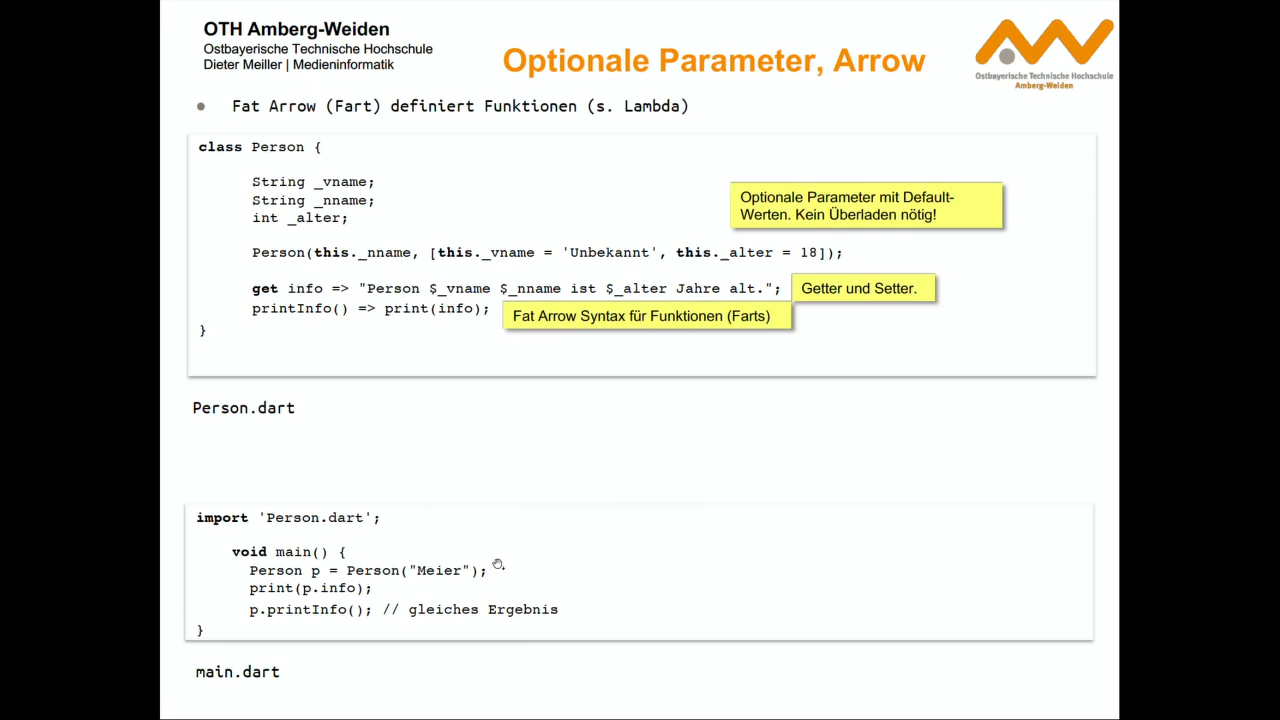 OTH Amberg-Weiden
Ostbayerische Technische Hochschule
Dieter Meiller | Medieninformatik
Optionale Parameter, Arrow
Ostbayerische Technische Hochschule
Amberg-Weiden
Fat Arrow (Fart) definiert Funktionen (s. Lambda)
class Person {
String _vname;
String _nname;
int _alter;
Optionale Parameter mit Default-
Werten. Kein Überladen nötig!
Person(this._nname, [this._vname = 'Unbekannt', this._alter = 18]);
get info => "Person $_vname $_nname ist $_alter Jahre alt.";
Getter und Setter.
printInfo() => print(info);
Fat Arrow Syntax für Funktionen (Farts)
}
Person.dart
import 'Person.dart';
void main() {
Person p = Person("Meier");
print(p.info);
p.printInfo(); // gleiches Ergebnis
}
main.dart